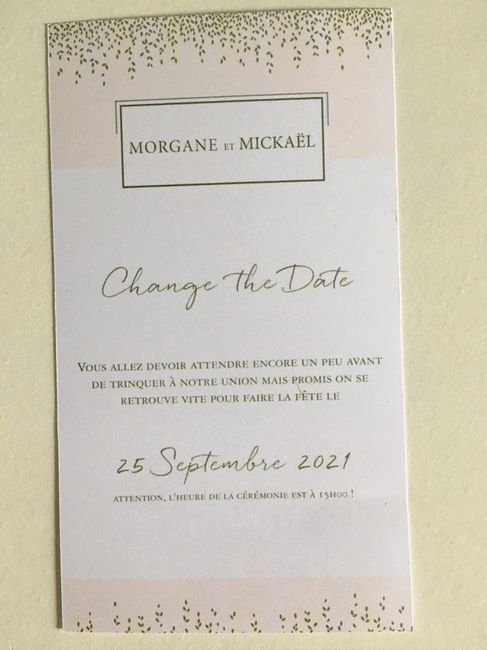 MORGANE ET MICKAËL
Change the Date
VOUS ALLEZ DEVOIR ATTENDRE ENCORE UN PEU AVANT
DE TRINQUER À NOTRE UNION MAIS PROMIS ON SE
RETROUVE VITE POUR FAIRE LA FÊTE LE
25 Septembre 2021
ATTENTION, L'HEURE DE LA CÉRÉMONIE EST À 15H00 !